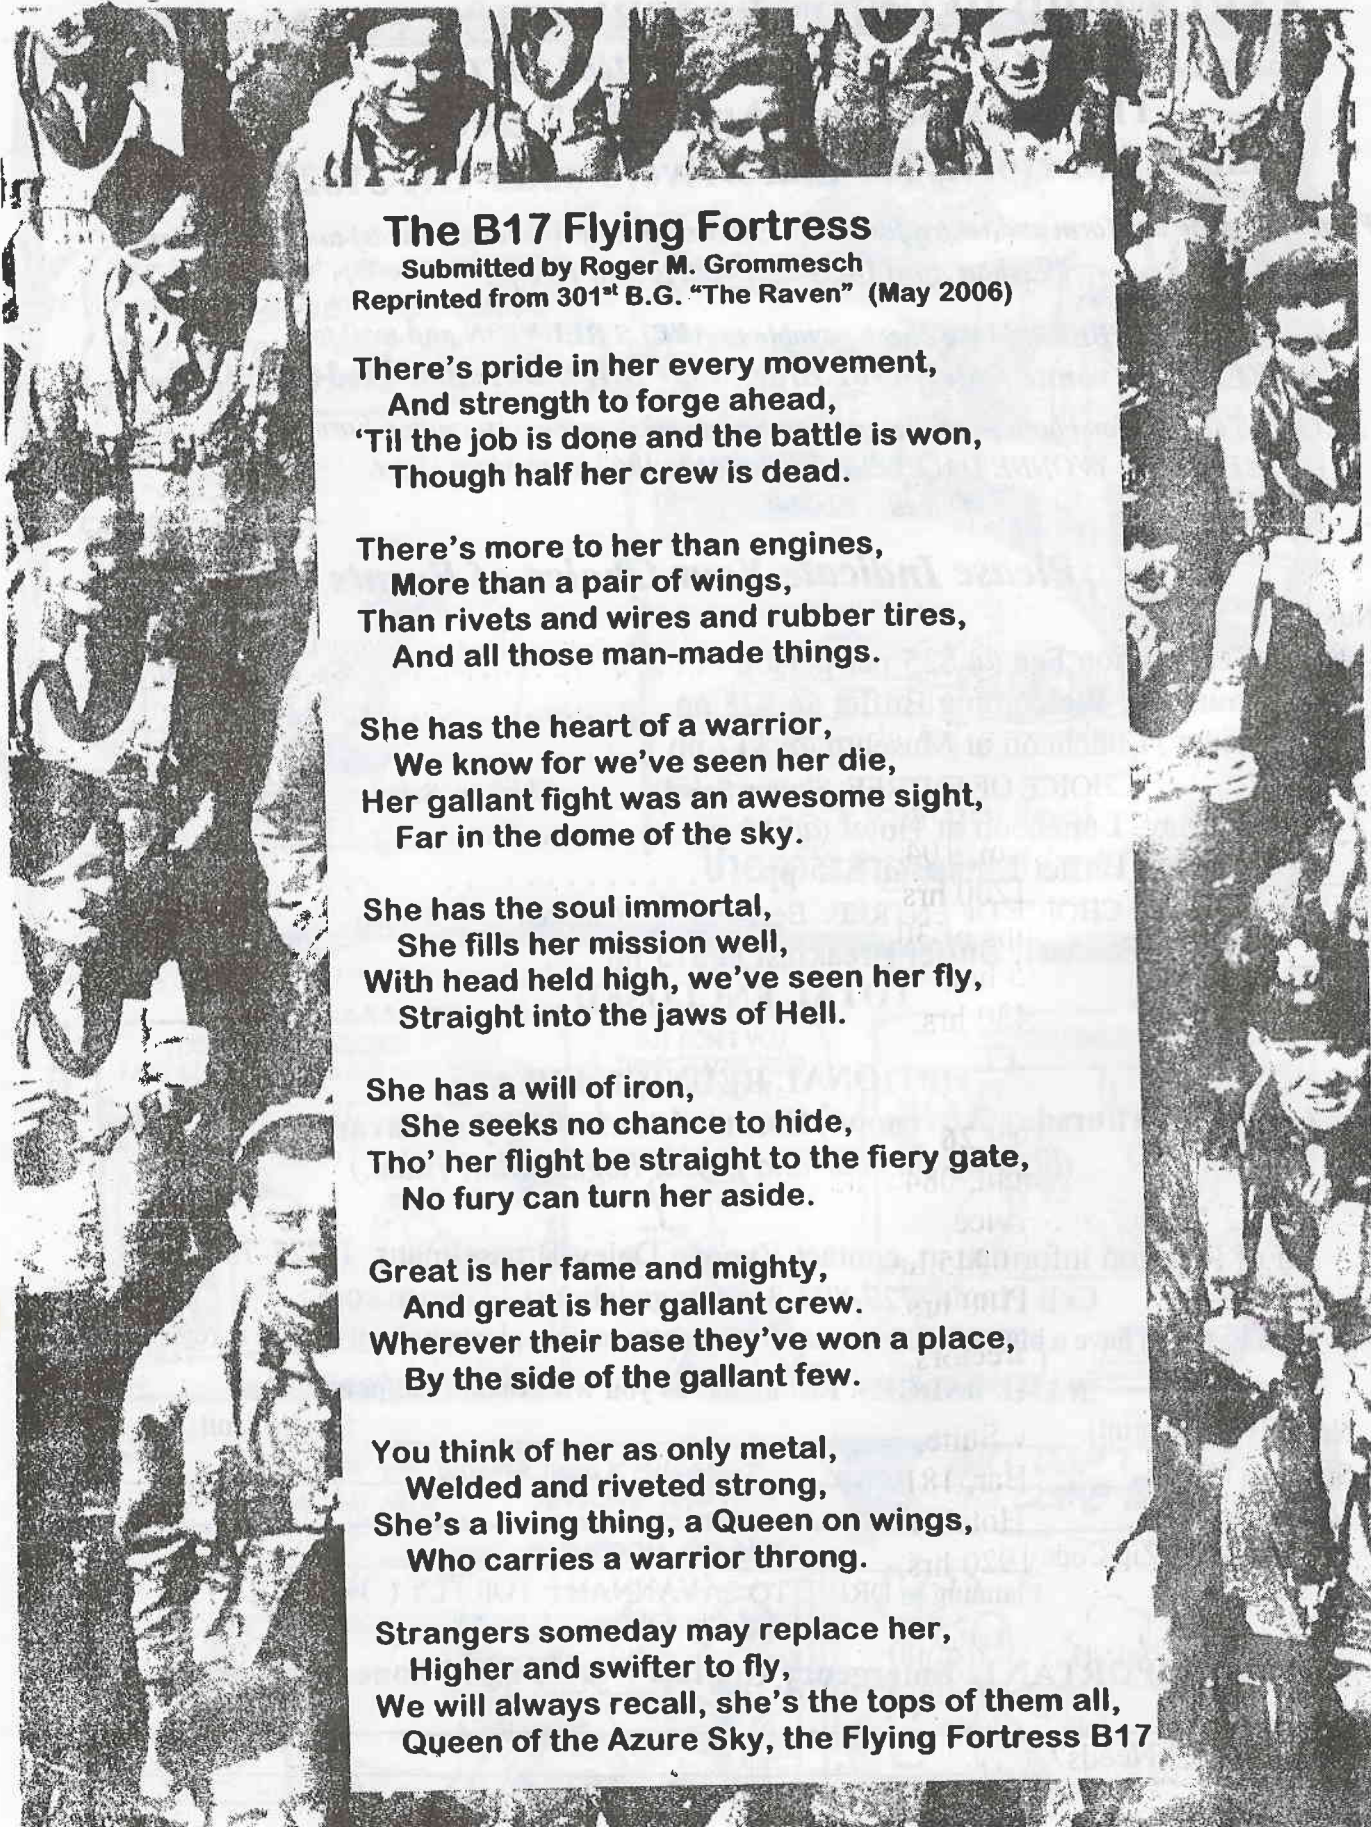 The B17 Flying Fortress
Submitted by Roger M. Grommesch
Reprinted from 301st B.G. “The Raven” (May 2006)
There’s pride in her every movement,
And strength to forge ahead,
‘Til the job is done and the battle is won,
Though half her crew is dead.
There’s more to her than engines,
More than a pair of wings,
Than rivets and wires and rubber tires,
And all those man-made things.
She has the heart of a warrior,
We know for we’ve seen her die,
Her gallant fight was an awesome sight,
Far in the dome of the sky.
She has the soul immortal,
She fills her mission well,
With head held high, we’ve seen her fly,
Straight into the jaws of Hell.
She has a will of iron,
She seeks no chance to hide,
Tho’ her flight be straight to the fiery gate,
No fury can turn her aside.
Great is her fame and mighty,
And great is her gallant crew.
Wherever their base they’ve won a place,
By the side of the gallant few.
You think of her as only metal,
Welded and riveted strong,
She’s a living thing, a Queen on wings,
Who carries a warrior throng.
Strangers someday may replace her,
Higher and swifter to fly,
We will always recall, she’s the tops of them all,
Queen of the Azure Sky, the Flying Fortress B17